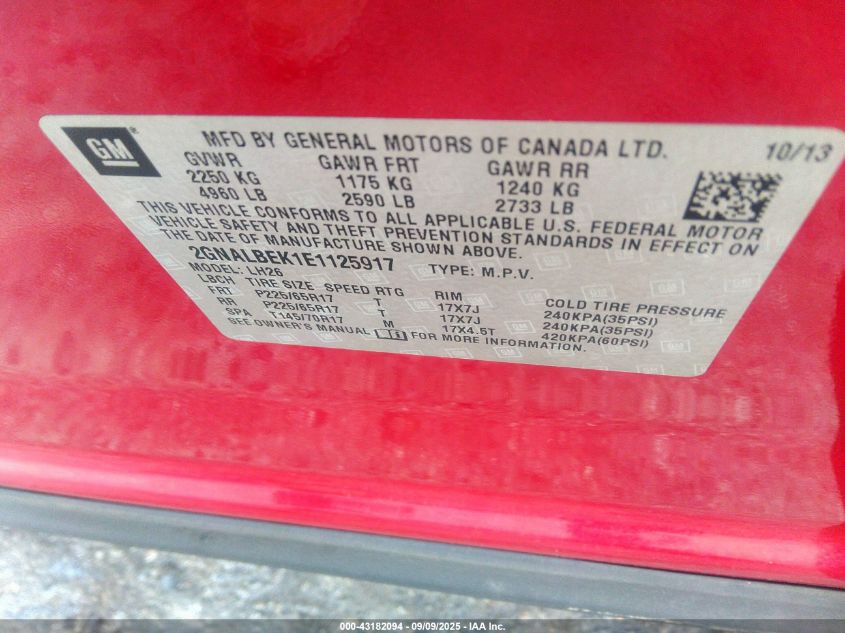 GM
MFD BY GENERAL MOTORS OF CANADA LTD. 10/13
GVWR GAWR FRT GAWR RR
2250 KG 1175 KG 1240 KG
4960 LB 2590 LB 2733 LB
THIS VEHICLE CONFORMS TO ALL APPLICABLE U.S. FEDERAL MOTOR
VEHICLE SAFETY AND THEFT PREVENTION STANDARDS IN EFFECT ON
THE DATE OF MANUFACTURE SHOWN ABOVE.
2GNALBEK1E1125917 TYPE: M.P.V.
MODEL: LH26
LBCH TIRE SIZE SPEED RTG RIM COLD TIRE PRESSURE
FRT P225/65R17 T 17X7J 240KPA(35PSI)
RR P225/65R17 T 17X7J 240KPA(35PSI)
SPA T145/70R17 M 17X4.5T 420KPA(60PSI)
SEE OWNER'S MANUAL FOR MORE INFORMATION.
000-43182094 - 09/09/2025 - IAA Inc.